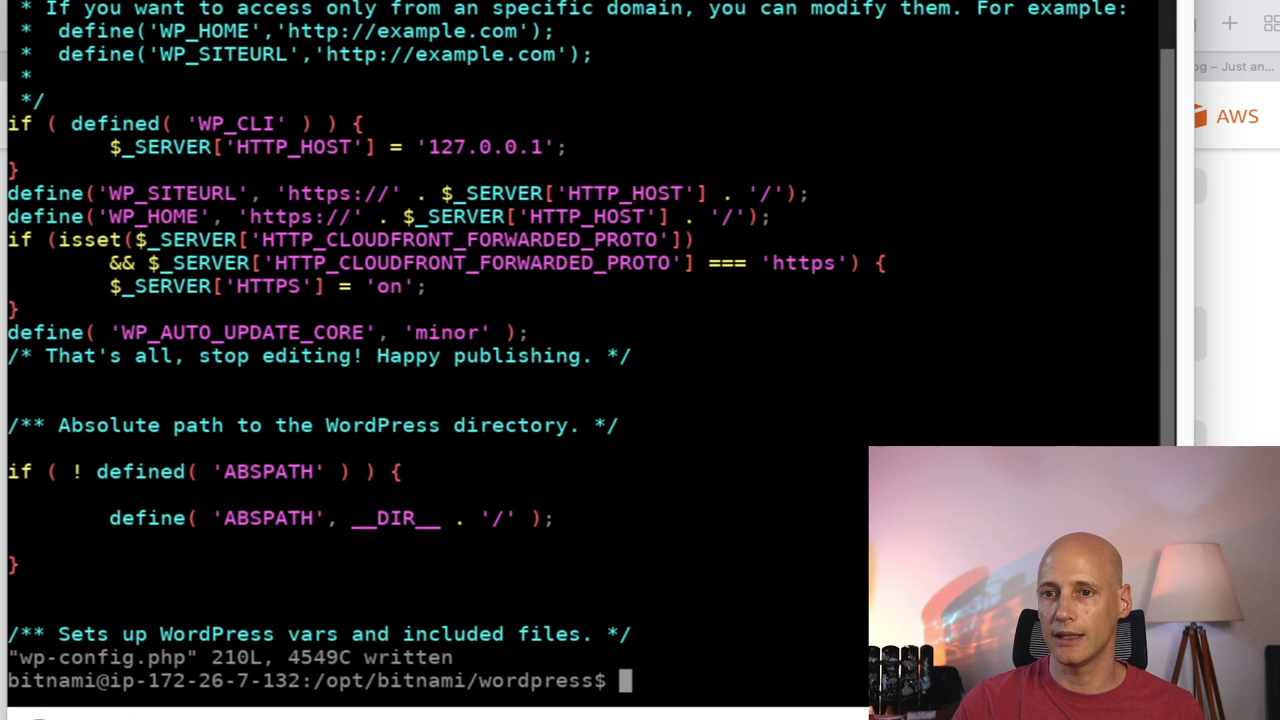 * If you want to access only from an specific domain, you can modify them. For example:
*  define('WP_HOME','http://example.com');
*  define('WP_SITEURL','http://example.com');
*
*/
if ( defined( 'WP_CLI' ) ) {
$_SERVER['HTTP_HOST'] = '127.0.0.1';
}
define('WP_SITEURL', 'https://' . $_SERVER['HTTP_HOST'] . '/');
define('WP_HOME', 'https://' . $_SERVER['HTTP_HOST'] . '/');
if (isset($_SERVER['HTTP_CLOUDFRONT_FORWARDED_PROTO'])
&& $_SERVER['HTTP_CLOUDFRONT_FORWARDED_PROTO'] === 'https') {
$_SERVER['HTTPS'] = 'on';
}
define( 'WP_AUTO_UPDATE_CORE', 'minor' );
/* That's all, stop editing! Happy publishing. */
/** Absolute path to the WordPress directory. */
if ( ! defined( 'ABSPATH' ) ) {
define( 'ABSPATH', __DIR__ . '/' );
}
/** Sets up WordPress vars and included files. */
"wp-config.php" 210L, 4549C written
bitnami@ip-172-26-7-132:/opt/bitnami/wordpress$
og – Just an...
AWS